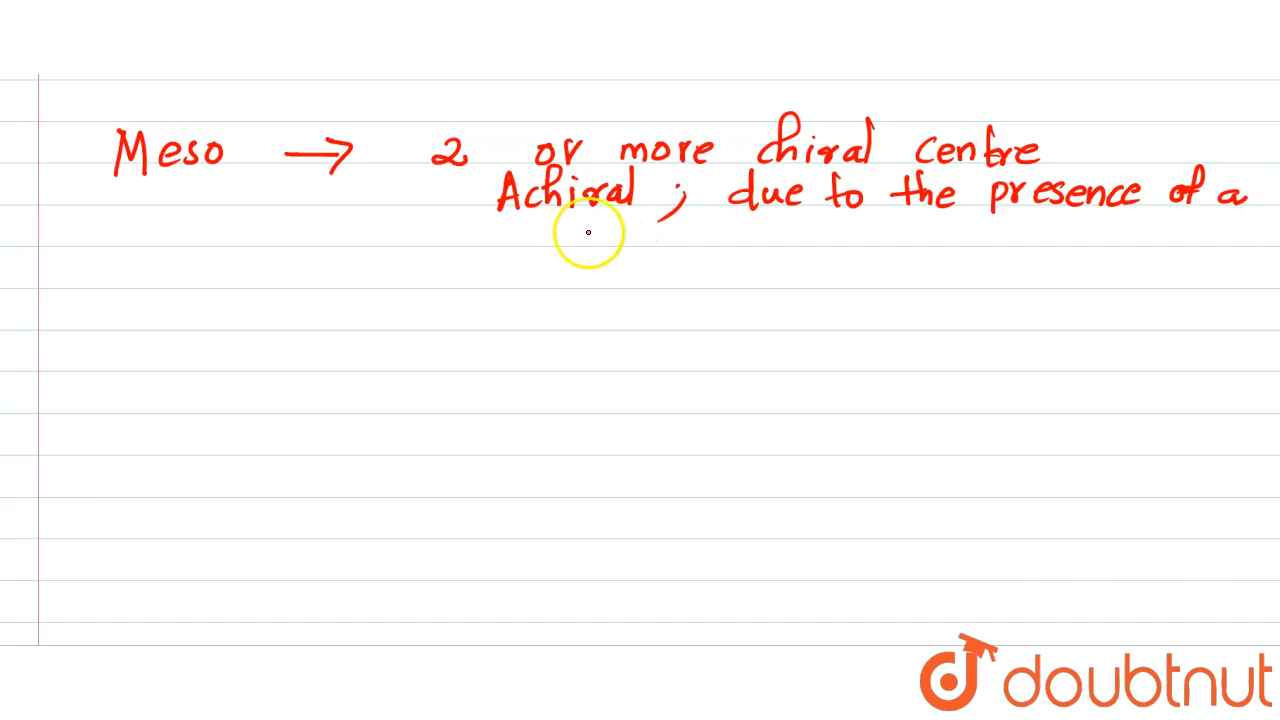 Meso → 2 or more chiral centre
Achiral ; due to the presence of a
doubtnut